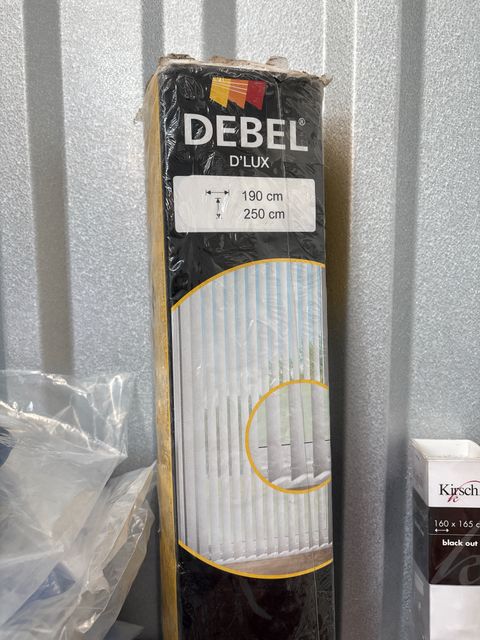 DEBEL®
D'LUX
190 cm
250 cm
Kirsch
160 x 165 c
black out